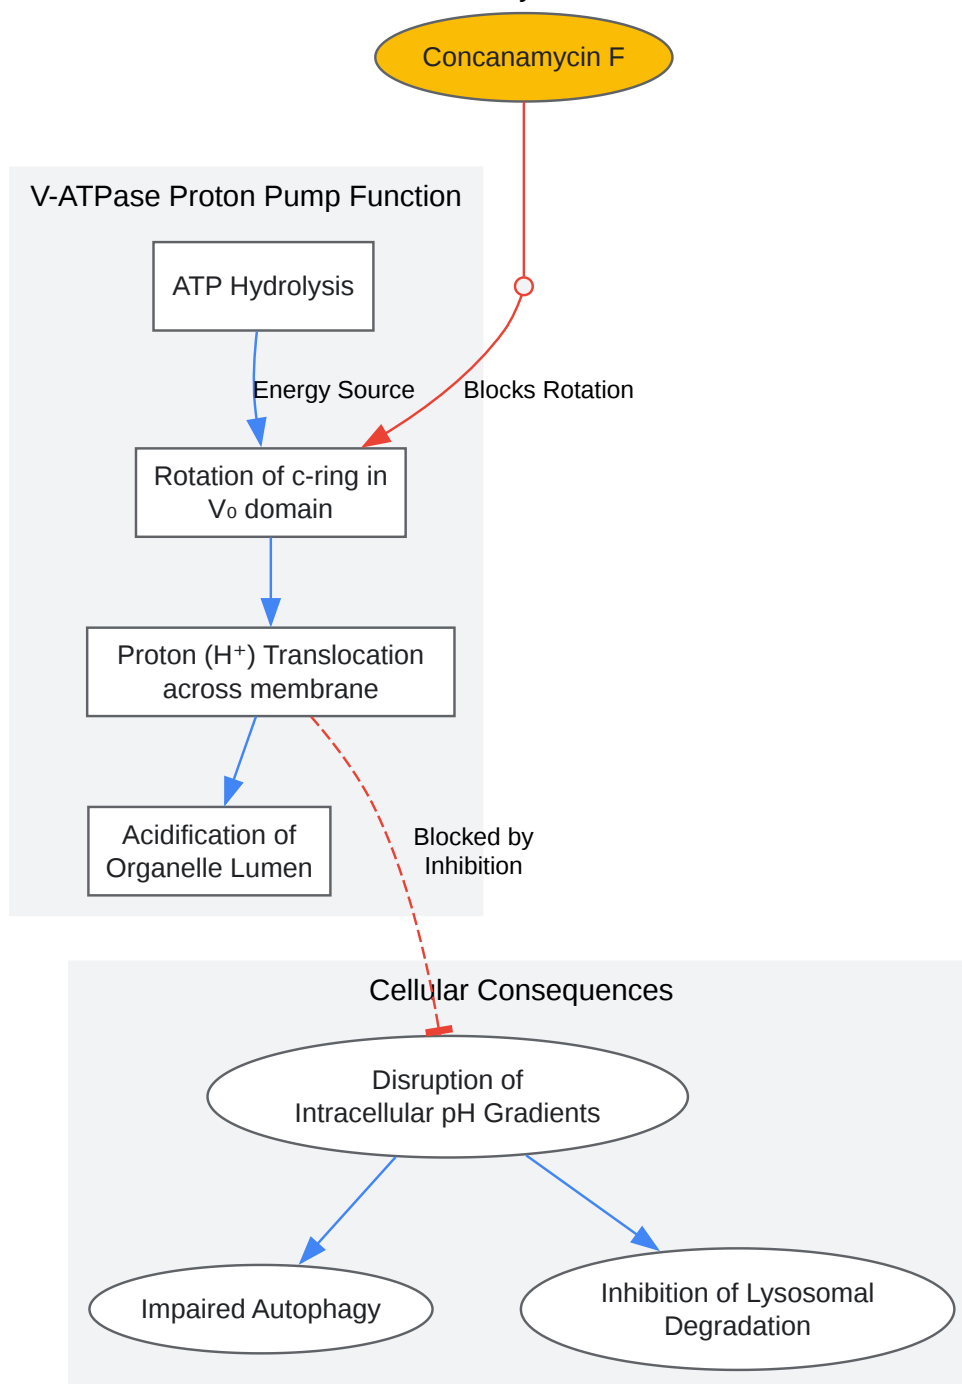 Concanamycin F
V-ATPase Proton Pump Function
ATP Hydrolysis
Energy Source
Blocks Rotation
Rotation of c-ring in
V₀ domain
Proton (H⁺) Translocation
across membrane
Acidification of
Organelle Lumen
Blocked by
Inhibition
Cellular Consequences
Disruption of
Intracellular pH Gradients
Impaired Autophagy
Inhibition of Lysosomal
Degradation